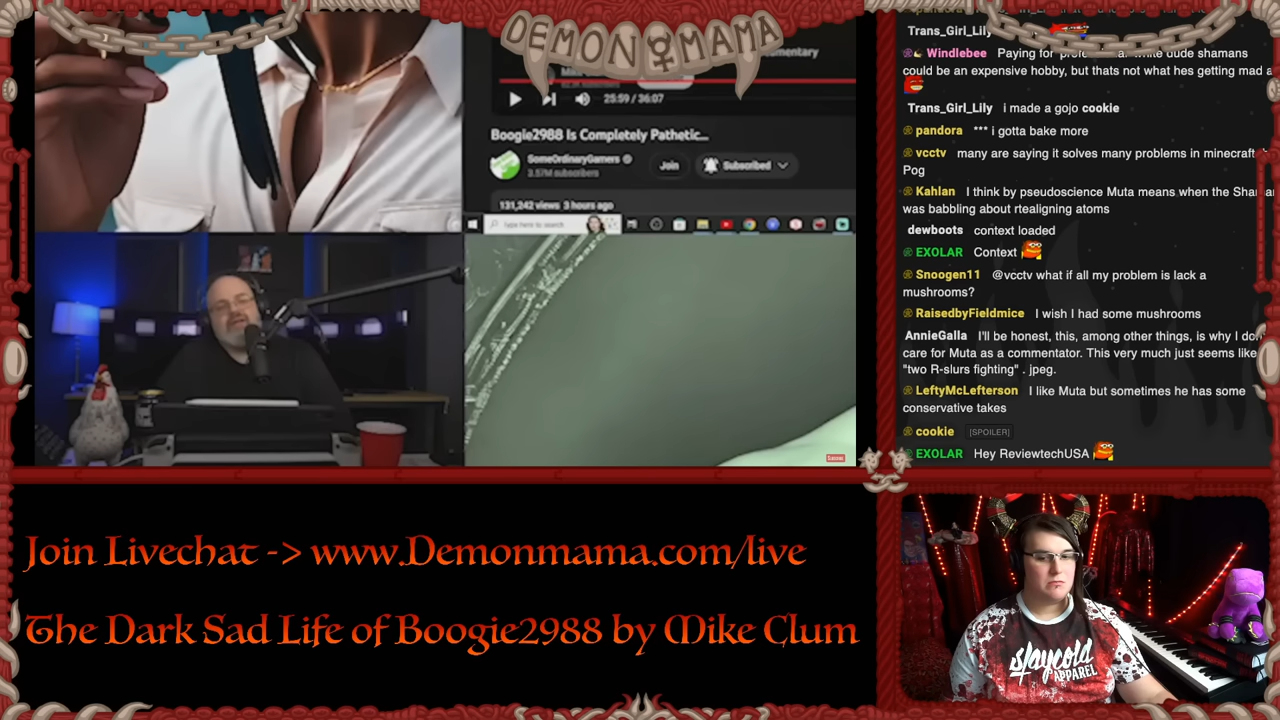 DEMON MAMA
25:59 / 36:07
Boogie2988 Is Completely Pathetic...
SomeOrdinaryGamers
3.57M subscribers
Join
Subscribed
131,242 views 3 hours ago
Type here to search
Trans_Girl_Lily
Windlebee Paying for dude shamans
could be an expensive hobby, but thats not what hes getting mad a
Trans_Girl_Lily i made a gojo cookie
pandora *** i gotta bake more
vcctv many are saying it solves many problems in minecraft
Pog
Kahlan I think by pseudoscience Muta means when the Sha
was babbling about rtealigning atoms
dewboots context loaded
EXOLAR Context
Snoogen11 @vcctv what if all my problem is lack a
mushrooms?
RaisedbyFieldmice I wish I had some mushrooms
AnnieGalla I'll be honest, this, among other things, is why I don
care for Muta as a commentator. This very much just seems like
"two R-slurs fighting" . jpeg.
LeftyMcLefterson I like Muta but sometimes he has some
conservative takes
cookie [SPOILER]
EXOLAR Hey ReviewtechUSA
Join Livechat -> www.Demonmama.com/live
The Dark Sad Life of Boogie2988 by Mike Clum
staycold
APPAREL